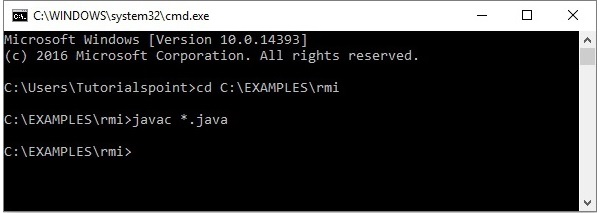 C:\WINDOWS\system32\cmd.exe
Microsoft Windows [Version 10.0.14393]
(c) 2016 Microsoft Corporation. All rights reserved.
C:\Users\Tutorialspoint>cd C:\EXAMPLES\rmi
C:\EXAMPLES\rmi>javac *.java
C:\EXAMPLES\rmi>